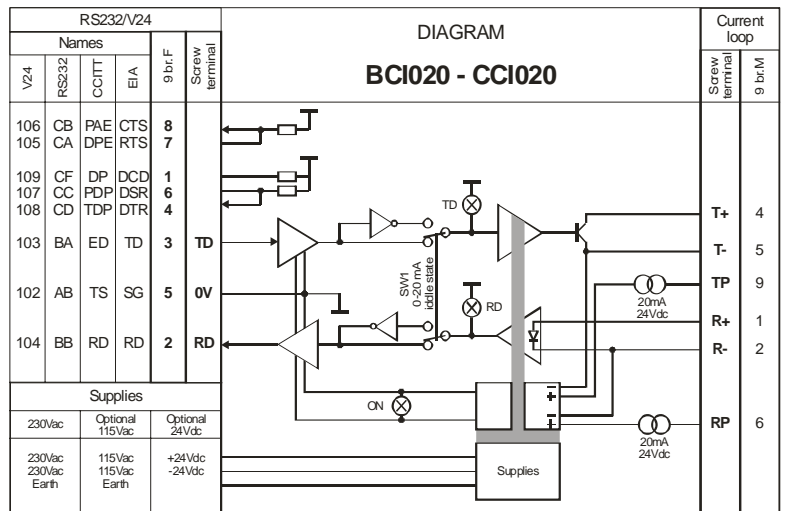 RS232/V24
Names
V24 RS232 CCITT EIA 9 br.F Screw terminal
106 CB PAE CTS 8
105 CA DPE RTS 7
109 CF DP DCD 1
107 CC PDP DSR 6
108 CD TDP DTR 4
103 BA ED TD 3 TD
102 AB TS SG 5 0V
104 BB RD RD 2 RD
Supplies
230Vac Optional 115Vac Optional 24Vdc
230Vac 115Vac +24Vdc
230Vac 115Vac -24Vdc
Earth Earth
DIAGRAM
BCI020 - CCI020
TD
SW1
0-20 mA
iddle state
RD
ON
Supplies
+
-
-
+
20mA
24Vdc
20mA
24Vdc
Current loop
Screw terminal 9 br.M
T+ 4
T- 5
TP 9
R+ 1
R- 2
RP 6